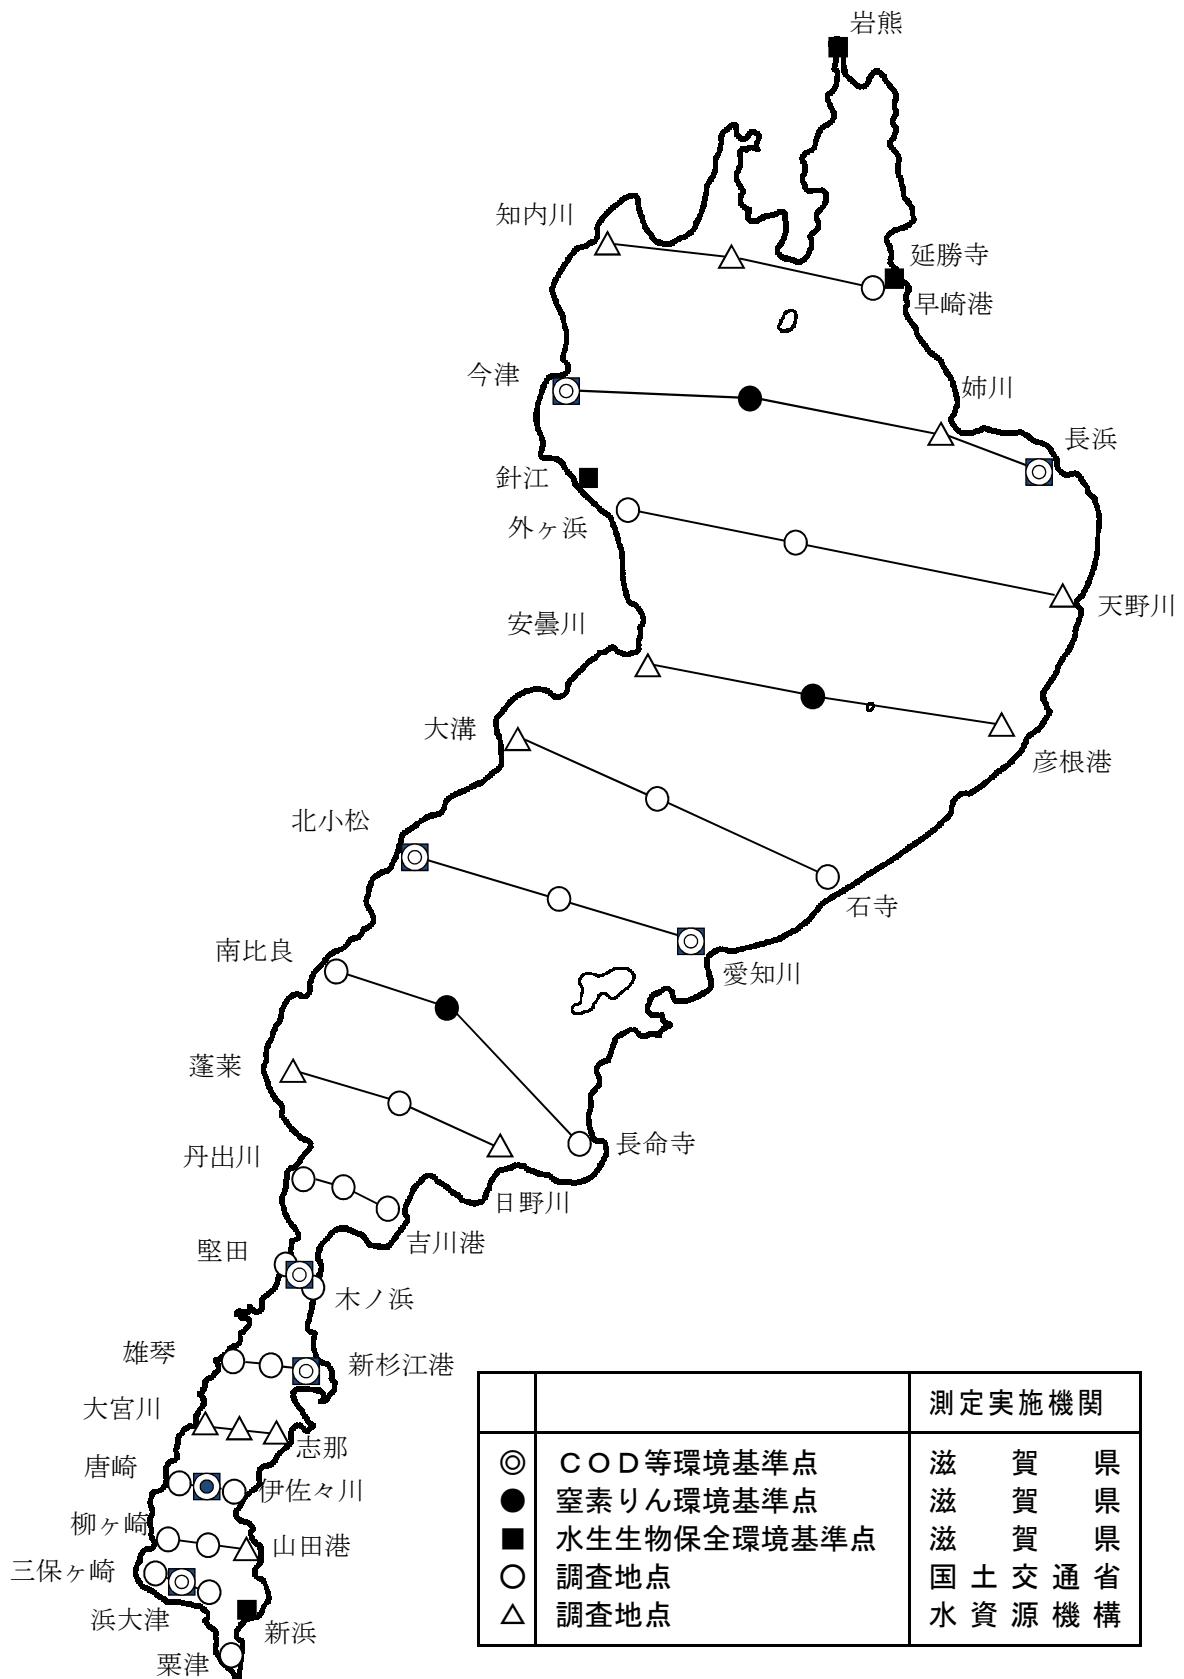 岩熊
知内川
延勝寺
早崎港
今津
姉川
長浜
針江
外ヶ浜
天野川
安曇川
大溝
彦根港
北小松
石寺
南比良
愛知川
蓬莱
長命寺
丹出川
日野川
吉川港
堅田
木ノ浜
雄琴
新杉江港
大宮川
志那
唐崎
伊佐々川
柳ヶ崎
山田港
三保ヶ崎
浜大津
新浜
粟津
測定実施機関
◎ ＣＯＤ等環境基準点 滋賀県
● 窒素りん環境基準点 滋賀県
■ 水生生物保全環境基準点 滋賀県
○ 調査地点 国土交通省
△ 調査地点 水資源機構